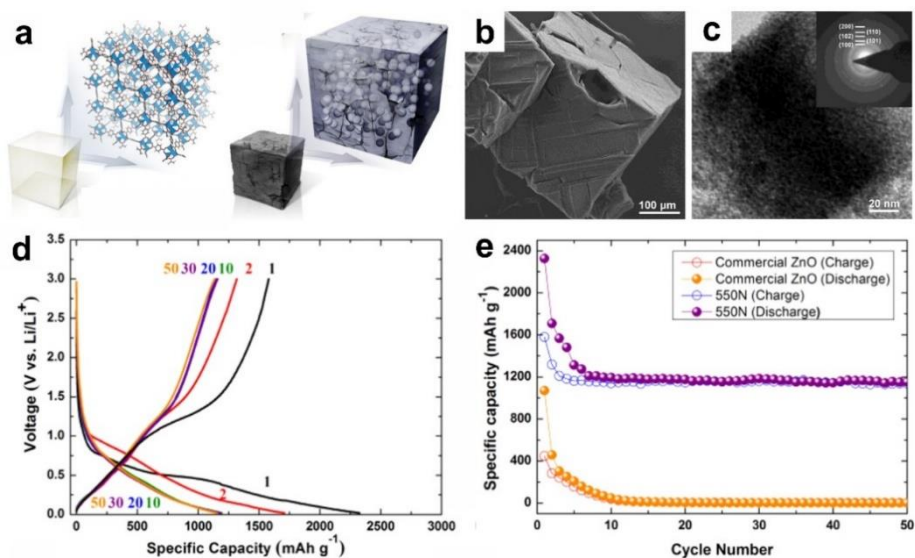 a
b
c
(200)
(110)
(102)
(101)
(100)
100 μm
20 nm
d
Voltage (V vs. Li/Li+)
3.5
3.0
2.5
2.0
1.5
1.0
0.5
0.0
50 30 20 10 2 1
50 30 20 10 2 1
0 500 1000 1500 2000 2500 3000
Specific Capacity (mAh g-1)
e
Specific capacity (mAh g-1)
2400
2000
1600
1200
800
400
0
Commercial ZnO (Charge)
Commercial ZnO (Discharge)
550N (Charge)
550N (Discharge)
0 10 20 30 40 50
Cycle Number